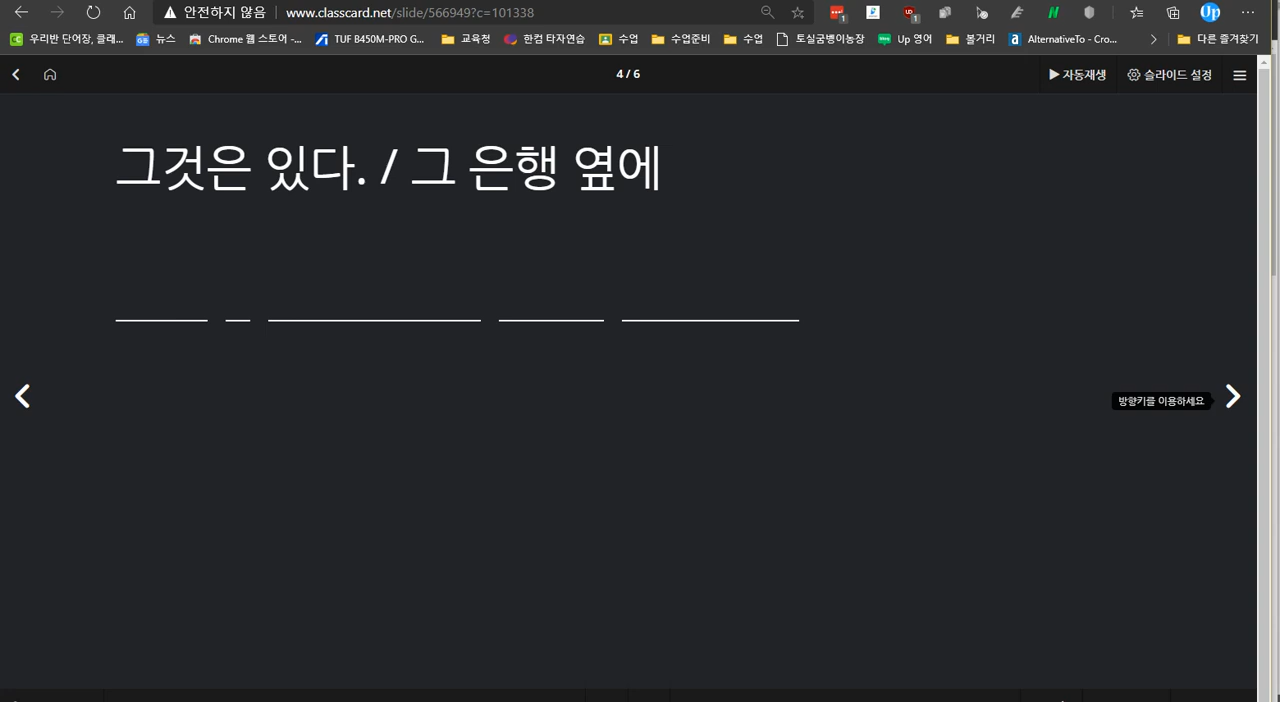 안전하지 않음 www.classcard.net/slide/566949?c=101338
우리반 단어장, 클래... 뉴스 Chrome 웹 스토어 -... TUF B450M-PRO G... 교육청 한컴 타자연습 수업 수업준비 수업 토실굼벵이농장 Up 영어 볼거리 AlternativeTo - Cro... 다른 즐겨찾기
4 / 6 자동재생 슬라이드 설정
그것은 있다. / 그 은행 옆에
방향키를 이용하세요